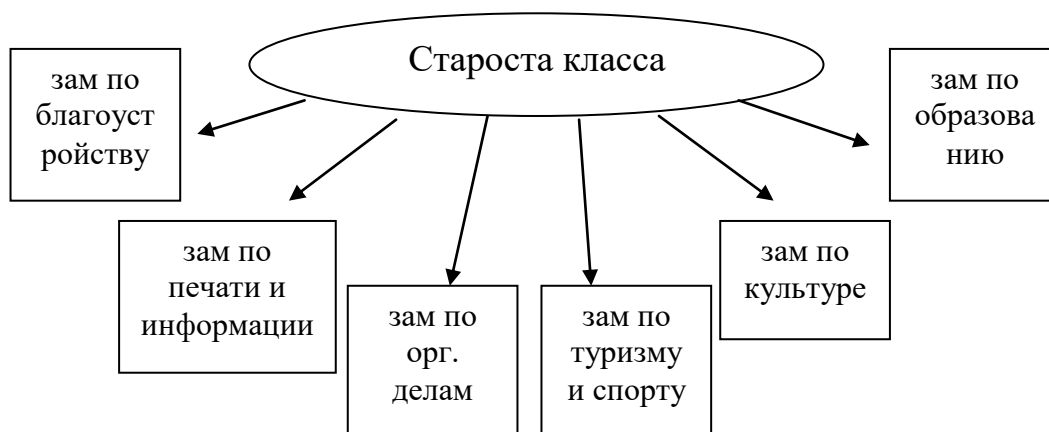 Староста класса
зам по
благоуст
ройству
зам по
печати и
информации
зам по
орг.
делам
зам по
туризму
и спорту
зам по
культуре
зам по
образова
нию